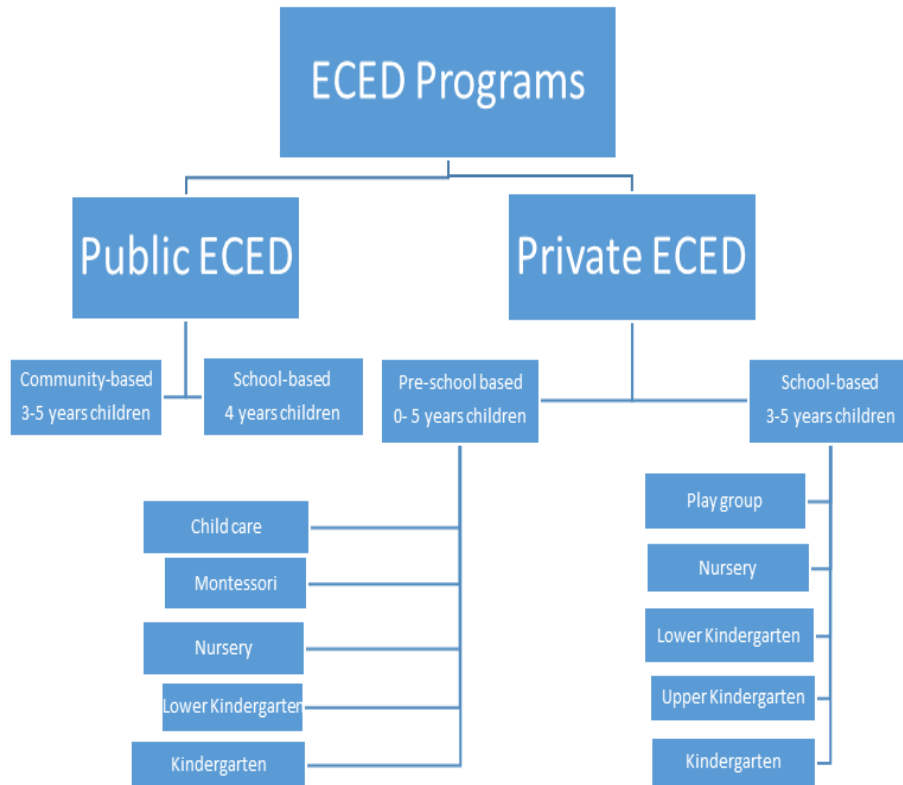 ECED Programs
Public ECED
Private ECED
Community-based
3-5 years children
School-based
4 years children
Pre-school based
0- 5 years children
School-based
3-5 years children
Child care
Montessori
Nursery
Lower Kindergarten
Kindergarten
Play group
Nursery
Lower Kindergarten
Upper Kindergarten
Kindergarten